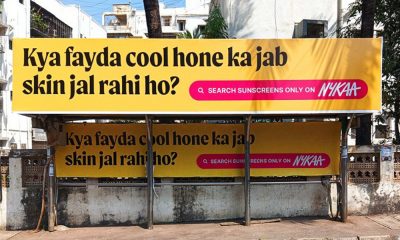 Kya fayda cool hone ka jab
skin jal rahi ho?
SEARCH SUNSCREENS ONLY ON NYKAA
Kya fayda cool hone ka jab
skin jal rahi ho?
SEARCH SUNSCREENS ONLY ON NYKAA